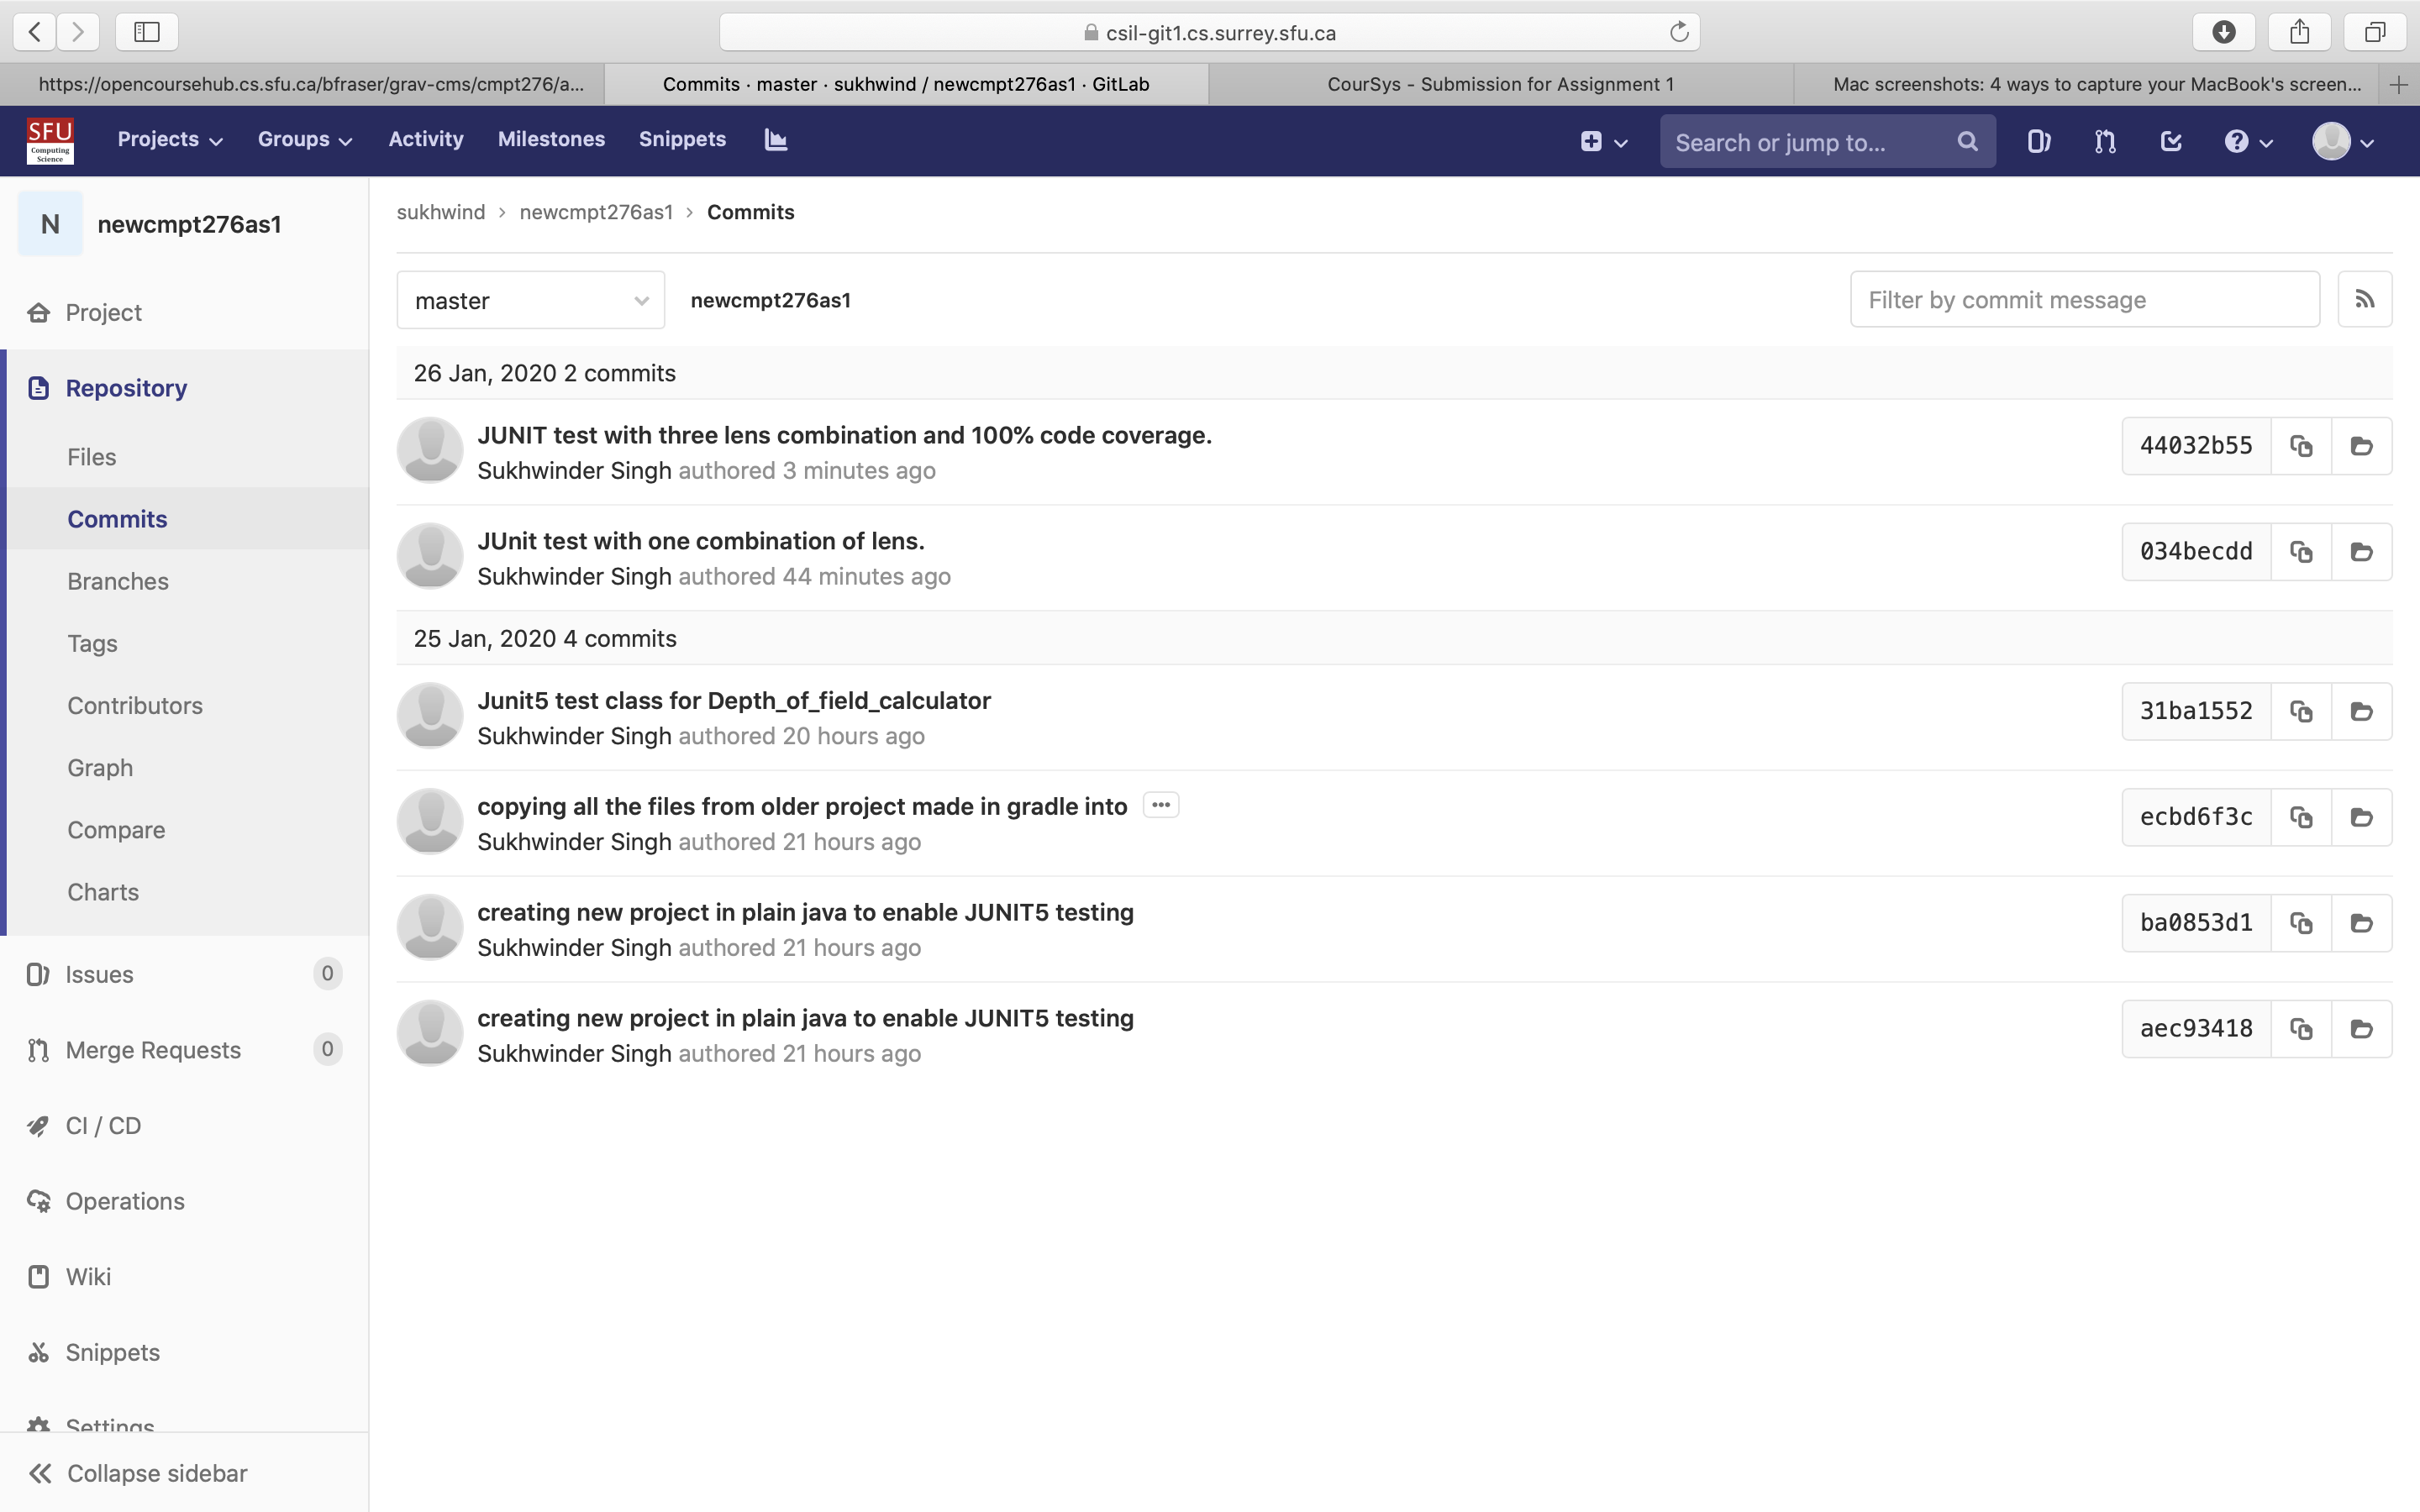 csil-git1.cs.surrey.sfu.ca
https://opencoursehub.cs.sfu.ca/bfraser/grav-cms/cmpt276/a...
Commits · master · sukhwind / newcmpt276as1 · GitLab
CourSys - Submission for Assignment 1
Mac screenshots: 4 ways to capture your MacBook's screen...
SFU
Computing
Science
Projects
Groups
Activity
Milestones
Snippets
Search or jump to...
N
newcmpt276as1
Project
Repository
Files
Commits
Branches
Tags
Contributors
Graph
Compare
Charts
Issues
0
Merge Requests
0
CI / CD
Operations
Wiki
Snippets
Settings
Collapse sidebar
sukhwind > newcmpt276as1 > Commits
master
newcmpt276as1
Filter by commit message
26 Jan, 2020 2 commits
JUNIT test with three lens combination and 100% code coverage.
Sukhwinder Singh authored 3 minutes ago
44032b55
JUnit test with one combination of lens.
Sukhwinder Singh authored 44 minutes ago
034becdd
25 Jan, 2020 4 commits
Junit5 test class for Depth_of_field_calculator
Sukhwinder Singh authored 20 hours ago
31ba1552
copying all the files from older project made in gradle into ...
Sukhwinder Singh authored 21 hours ago
ecbd6f3c
creating new project in plain java to enable JUNIT5 testing
Sukhwinder Singh authored 21 hours ago
ba0853d1
creating new project in plain java to enable JUNIT5 testing
Sukhwinder Singh authored 21 hours ago
aec93418